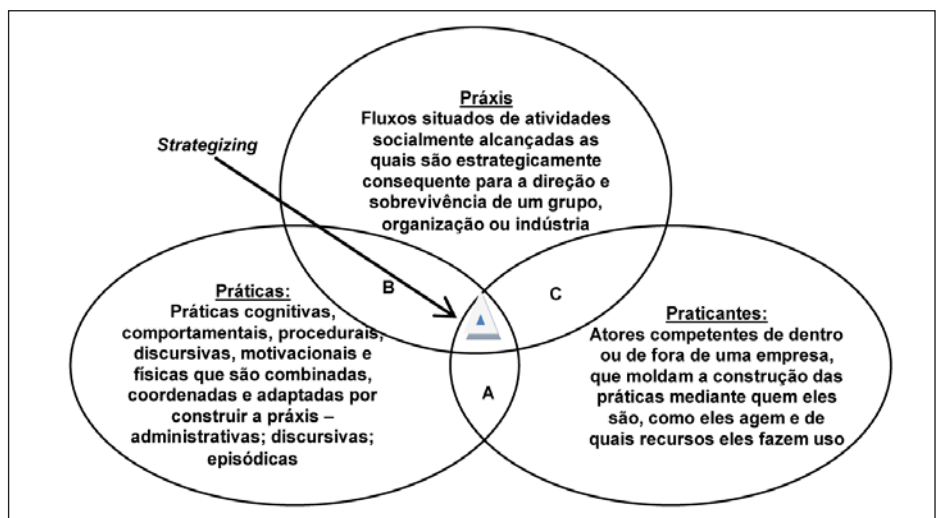 Práxis
Fluxos situados de atividades
socialmente alcançadas as
quais são estrategicamente
consequente para a direção e
sobrevivência de um grupo,
organização ou indústria
Strategizing
B
C
Práticas:
Práticas cognitivas,
comportamentais, procedurais,
discursivas, motivacionais e
físicas que são combinadas,
coordenadas e adaptadas por
construir a práxis –
administrativas; discursivas;
episódicas
A
Praticantes:
Atores competentes de dentro
ou de fora de uma empresa,
que moldam a construção das
práticas mediante quem eles
são, como eles agem e de
quais recursos eles fazem uso